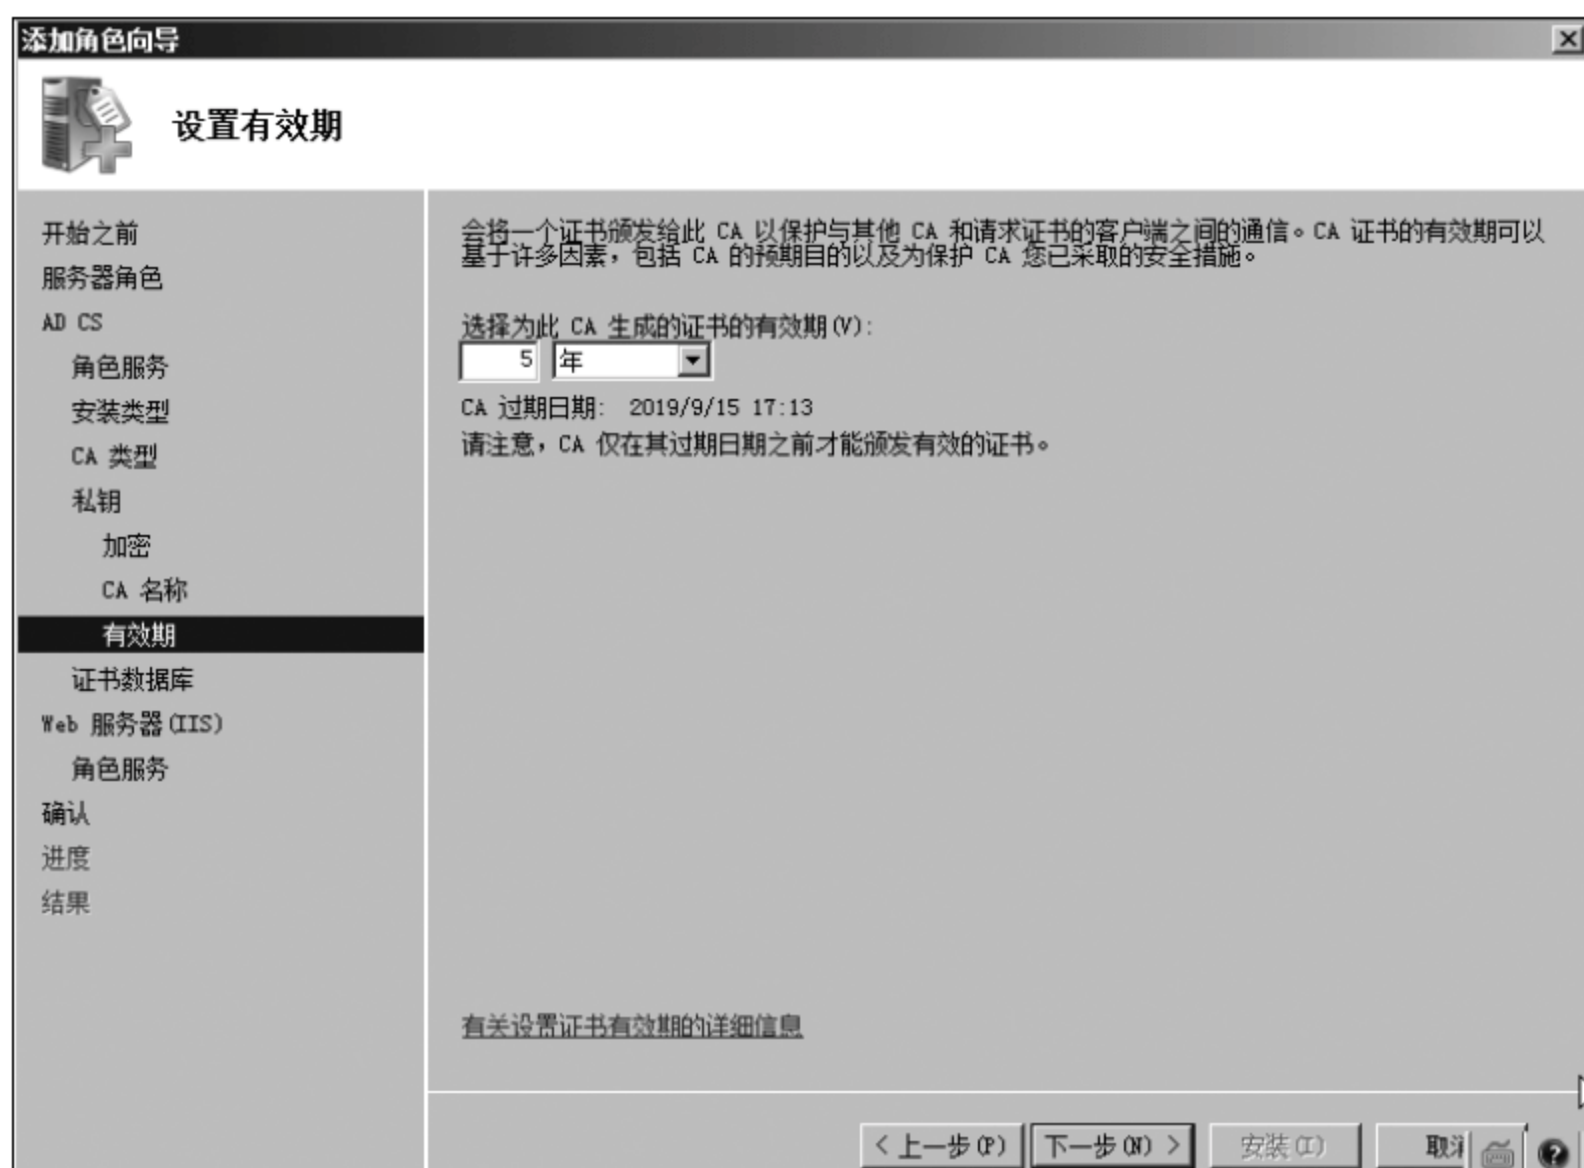 添加角色向导
设置有效期
开始之前
服务器角色
AD CS
角色服务
安装类型
CA 类型
私钥
加密
CA 名称
有效期
证书数据库
Web 服务器(IIS)
角色服务
确认
进度
结果
会将一个证书颁发给此 CA 以保护与其他 CA 和请求证书的客户端之间的通信。CA 证书的有效期可以
基于许多因素，包括 CA 的预期目的以及为保护 CA 您已采取的安全措施。
选择为此 CA 生成的证书的有效期(V):
5 年
CA 过期日期: 2019/9/15 17:13
请注意，CA 仅在其过期日期之前才能颁发有效的证书。
有关设置证书有效期的详细信息
< 上一步(P) 下一步(N) > 安装(I) 取消